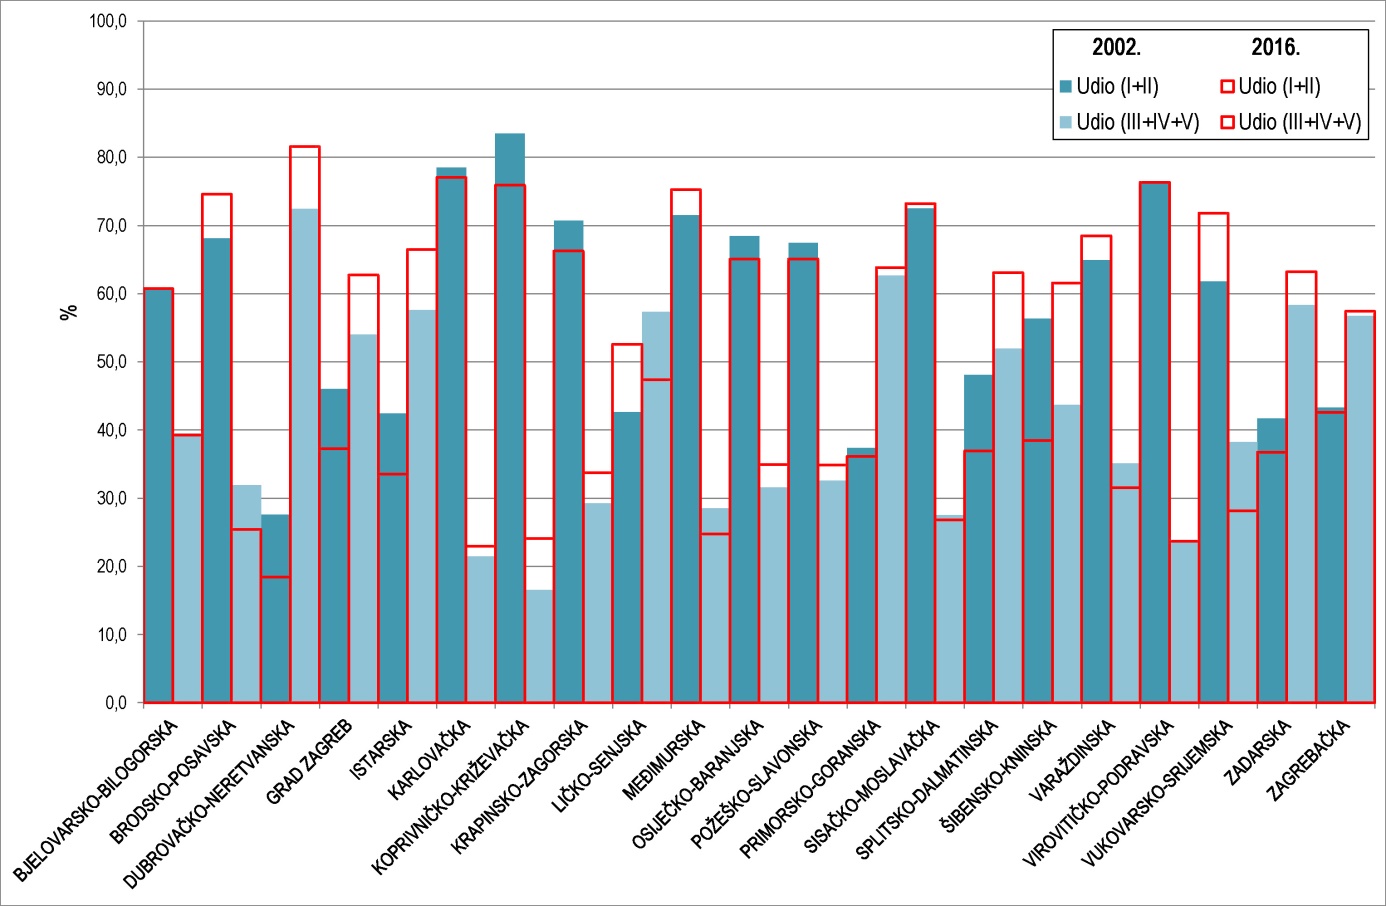 100,0
90,0
80,0
70,0
60,0
50,0
40,0
30,0
20,0
10,0
0,0
%
2002. 2016.
Udio (I+II) Udio (I+II)
Udio (III+IV+V) Udio (III+IV+V)
BJELOVARSKO-BILOGORSKA
BRODSKO-POSAVSKA
DUBROVAČKO-NERETVANSKA
GRAD ZAGREB
ISTARSKA
KARLOVAČKA
KOPRIVNIČKO-KRIŽEVAČKA
KRAPINSKO-ZAGORSKA
LIČKO-SENJSKA
MEĐIMURSKA
OSIJEČKO-BARANJSKA
POŽEŠKO-SLAVONSKA
PRIMORSKO-GORANSKA
SISAČKO-MOSLAVAČKA
SPLITSKO-DALMATINSKA
ŠIBENSKO-KNINSKA
VARAŽDINSKA
VIROVITIČKO-PODRAVSKA
VUKOVARSKO-SRIJEMSKA
ZADARSKA
ZAGREBAČKA